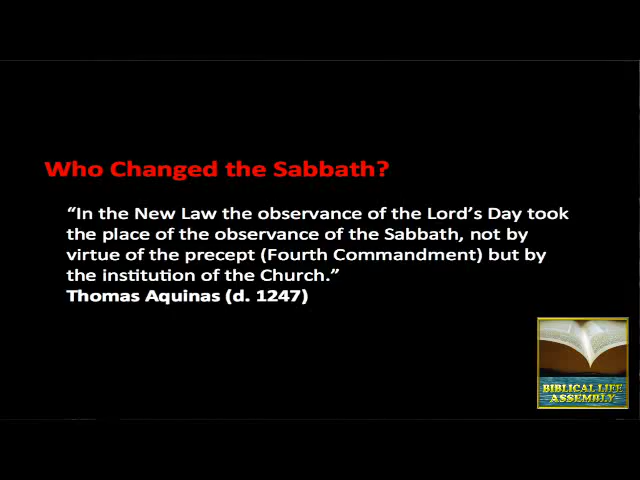 Who Changed the Sabbath?
“In the New Law the observance of the Lord’s Day took
the place of the observance of the Sabbath, not by
virtue of the precept (Fourth Commandment) but by
the institution of the Church.”
Thomas Aquinas (d. 1247)
BIBLICAL LIFE
ASSEMBLY